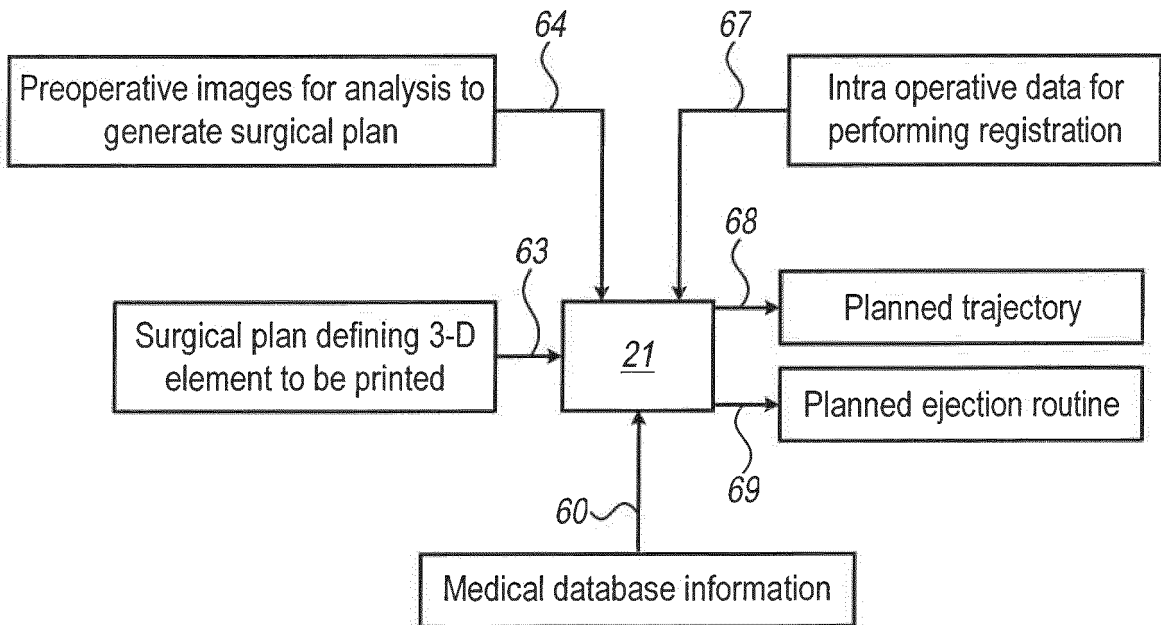 64
67
Preoperative images for analysis to
generate surgical plan
Intra operative data for
performing registration
63
68
Surgical plan defining 3-D
element to be printed
21
Planned trajectory
Planned ejection routine
69
60
Medical database information